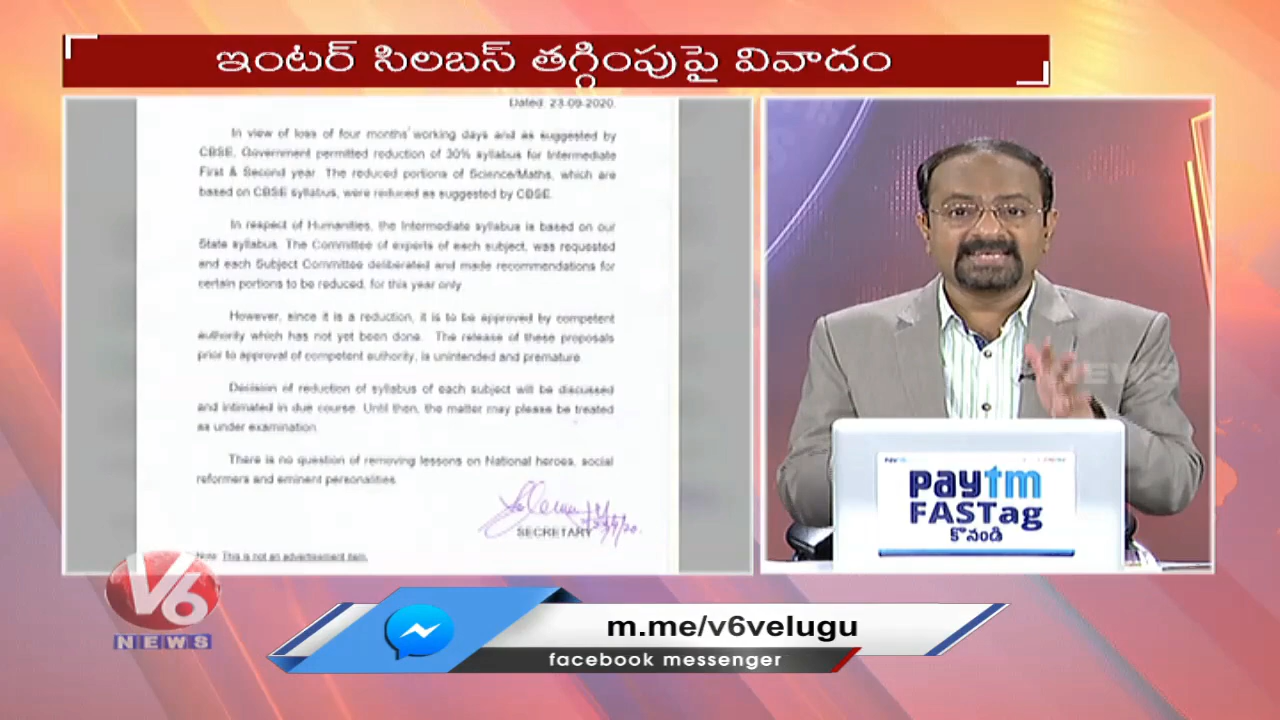 ఇంటర్ సిలబస్ తగ్గింపుపై వివాదం
Dated: 23.09.2020.
In view of loss of four months' working days and as suggested by
CBSE, Government permitted reduction of 30% syllabus for Intermediate
First & Second year. The reduced portions of Science/Maths, which are
based on CBSE syllabus, were reduced as suggested by CBSE.
In respect of Humanities, the Intermediate syllabus is based on our
State syllabus. The Committee of experts of each subject, was requested
and each Subject Committee deliberated and made recommendations for
certain portions to be reduced, for this year only.
However, since it is a reduction, it is to be approved by competent
authority which has not yet been done. The release of these proposals
prior to approval of competent authority, is unintended and premature.
Decision of reduction of syllabus of each subject will be discussed
and intimated in due course. Until then, the matter may please be treated
as under examination.
There is no question of removing lessons on National heroes, social
reformers and eminent personalities.
SECRETARY
Note: This is not an advertisement item.
V6 NEWS
paytm
FASTag
కొనండి
V6
NEWS
m.me/v6velugu
facebook messenger